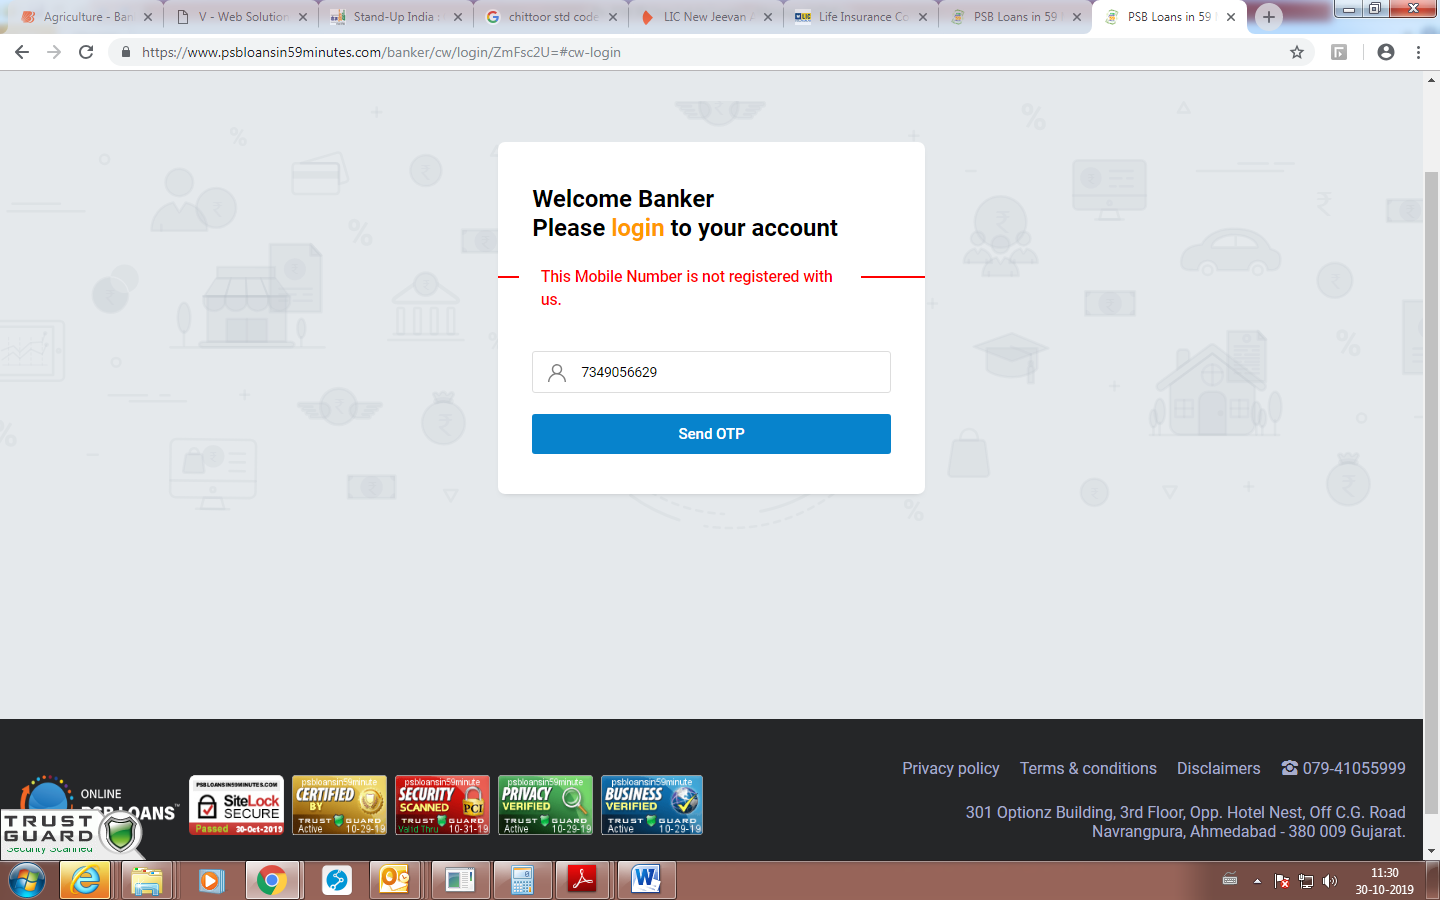 Agriculture - Ban
V - Web Solution
Stand-Up India :
chittoor std code
LIC New Jeevan A
Life Insurance Co
PSB Loans in 59
PSB Loans in 59
https://www.psbloansin59minutes.com/banker/cw/login/ZmFsc2U=#cw-login
Welcome Banker
Please login to your account
This Mobile Number is not registered with
us.
7349056629
Send OTP
Privacy policy Terms & conditions Disclaimers 079-41055999
301 Optionz Building, 3rd Floor, Opp. Hotel Nest, Off C.G. Road
Navrangpura, Ahmedabad - 380 009 Gujarat.
ONLINE
PSB LOANS™
TRUST
GUARD
Security Scanned
PSBLOANSIN59MINUTES.COM
SiteLock
SECURE
Passed 30-Oct-2019
psbloansin59minute
CERTIFIED
BY
TRUST GUARD
Active 10-29-19
psbloansin59minute
SECURITY
SCANNED PCI
TRUST GUARD
Valid Thru 10-31-19
psbloansin59minute
PRIVACY
VERIFIED
TRUST GUARD
Active 10-29-19
psbloansin59minute
BUSINESS
VERIFIED
TRUST GUARD
Active 10-29-19
11:30
30-10-2019